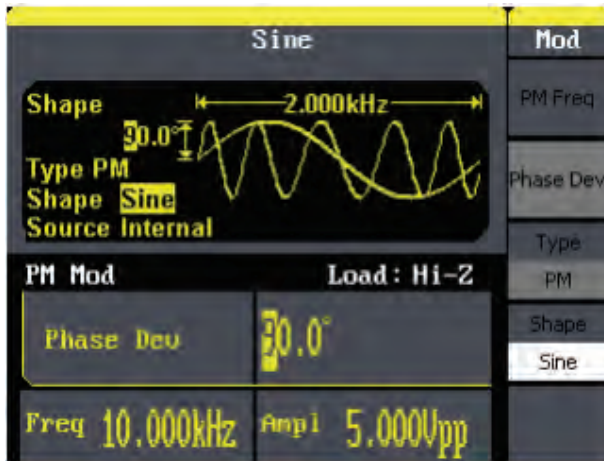 Sine
Mod
Shape
2.000kHz
90.0°
Type PM
Shape Sine
Source Internal
PM Mod
Load: Hi-Z
Phase Dev
90.0°
Freq 10.000kHz
Ampl 5.000Vpp
PM Freq
Phase Dev
Type
PM
Shape
Sine